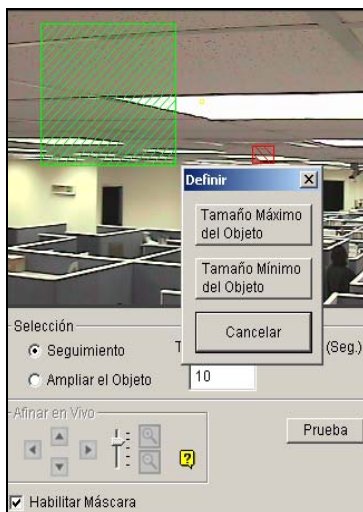 Definir
Tamaño Máximo
del Objeto
Tamaño Mínimo
del Objeto
Cancelar
Selección
Seguimiento
T
(Seg.)
Ampliar el Objeto
10
Afinar en Vivo
?
Prueba
Habilitar Máscara